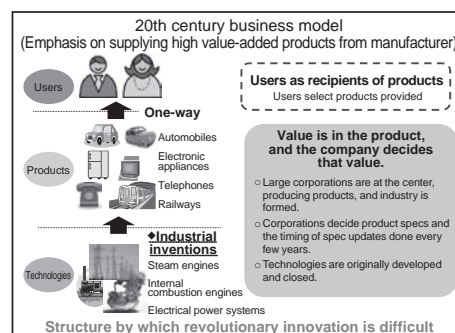 20th century business model
(Emphasis on supplying high value-added products from manufacturer)
Users
Users as recipients of products
Users select products provided
One-way
Products
Automobiles
Electronic
appliances
Telephones
Railways
Value is in the product,
and the company decides
that value.
○Large corporations are at the center,
producing products, and industry is
formed.
○Corporations decide product specs and
the timing of spec updates done every
few years.
○Technologies are originally developed
and closed.
◆Industrial
inventions
Technologies
Steam engines
Internal
combustion engines
Electrical power systems
Structure by which revolutionary innovation is difficult